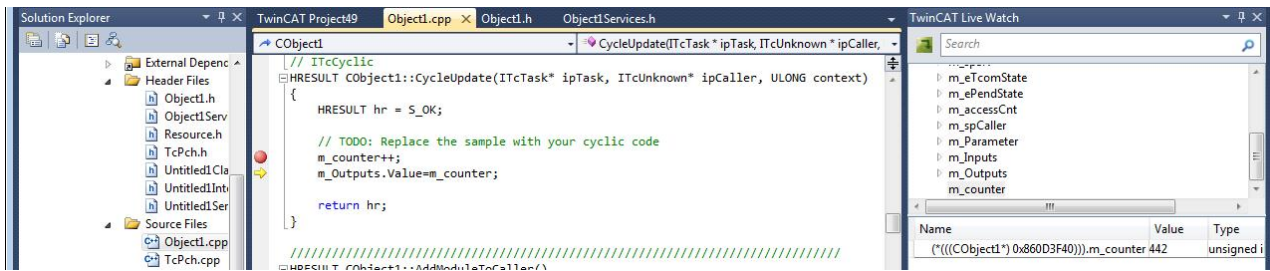 Solution Explorer
External Depend
Header Files
Object1.h
Object1Serv
Resource.h
TcPch.h
Untitled1Cla
Untitled1Inte
Untitled1Ser
Source Files
Object1.cpp
TcPch.cpp
TwinCAT Project49 Object1.cpp Object1.h Object1Services.h
CObject1 CycleUpdate(ITcTask * ipTask, ITcUnknown * ipCaller,
// ITcCyclic
HRESULT CObject1::CycleUpdate(ITcTask* ipTask, ITcUnknown* ipCaller, ULONG context)
{
HRESULT hr = S_OK;
// TODO: Replace the sample with your cyclic code
m_counter++;
m_Outputs.Value=m_counter;
return hr;
}
///////////////////////////////////////////////////////////////////////////////
HRESULT CObject1::AddModuleToCaller()
TwinCAT Live Watch
Search
m_eTcomState
m_ePendState
m_accessCnt
m_spCaller
m_Parameter
m_Inputs
m_Outputs
m_counter
Name Value Type
(*(((CObject1*) 0x860D3F40))).m_counter 442 unsigned i